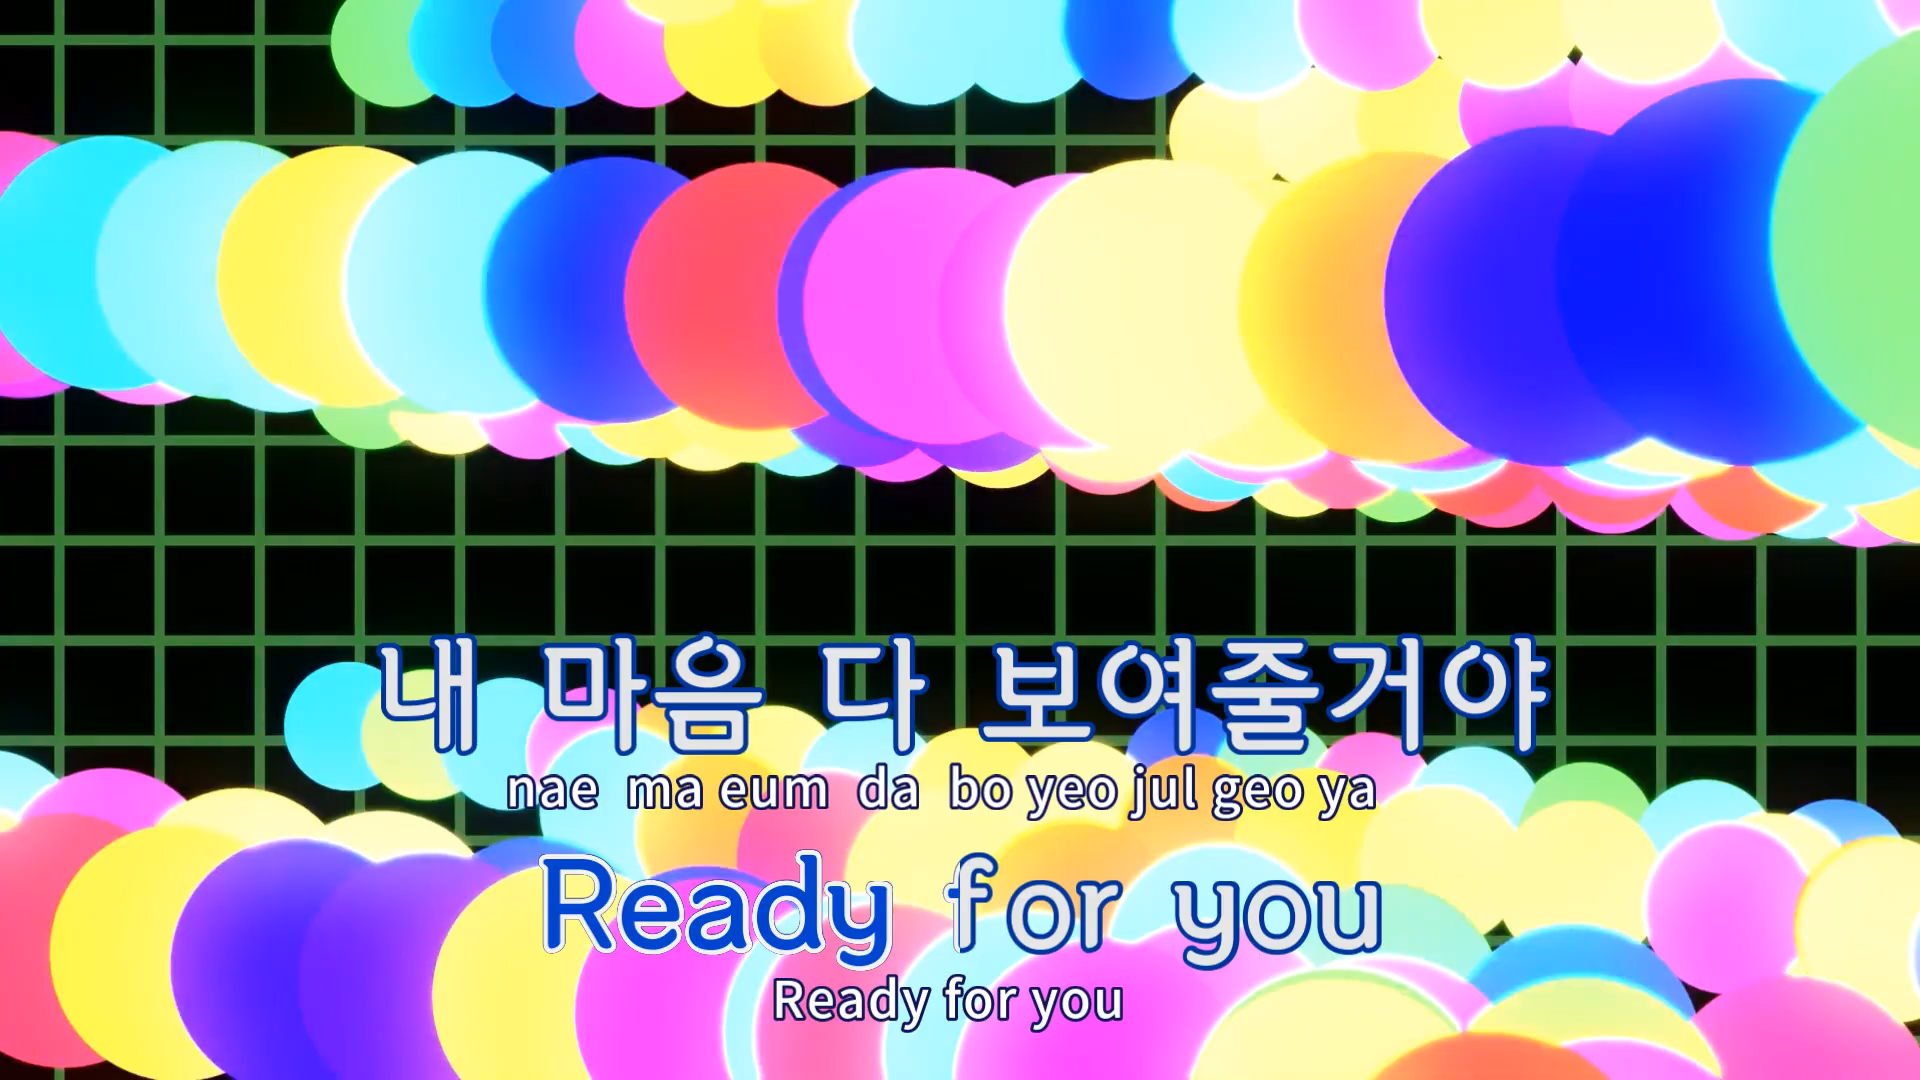 내 마음 다 보여줄거야
nae ma eum da bo yeo jul geo ya
Ready for you
Ready for you